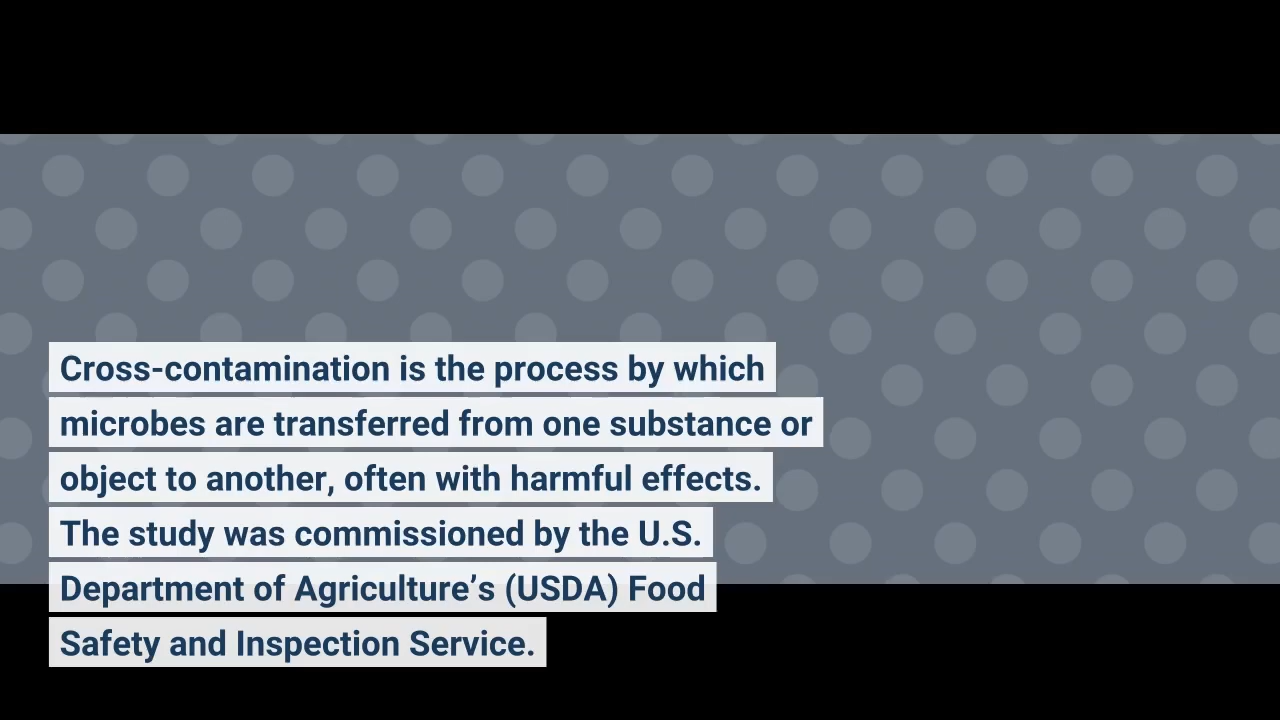 Cross-contamination is the process by which
microbes are transferred from one substance or
object to another, often with harmful effects.
The study was commissioned by the U.S.
Department of Agriculture’s (USDA) Food
Safety and Inspection Service.